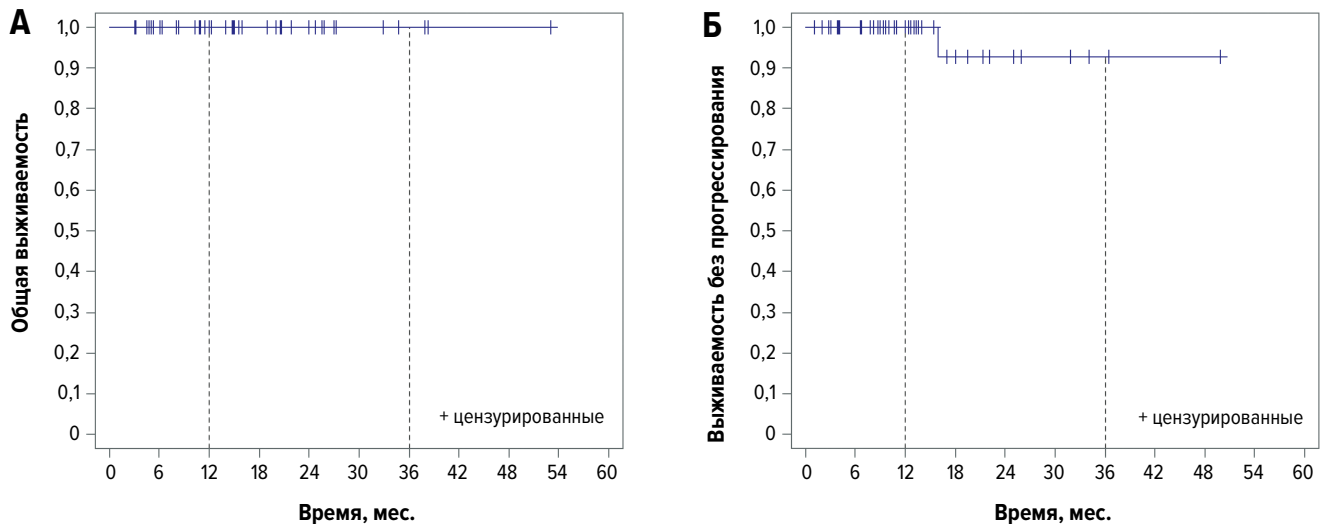 А
Общая выживаемость
1,0
0,9
0,8
0,7
0,6
0,5
0,4
0,3
0,2
0,1
0
+ цензурированные
0 6 12 18 24 30 36 42 48 54 60
Время, мес.
Б
Выживаемость без прогрессирования
1,0
0,9
0,8
0,7
0,6
0,5
0,4
0,3
0,2
0,1
0
+ цензурированные
0 6 12 18 24 30 36 42 54 48 60
Время, мес.